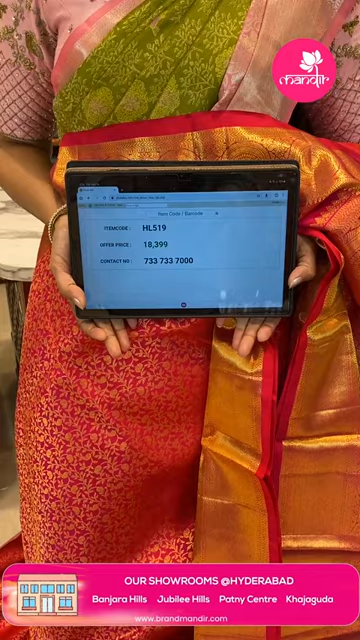 mandir
Item Code / Barcode
ITEMCODE : HL519
OFFER PRICE : 18,399
CONTACT NO : 733 733 7000
OUR SHOWROOMS @HYDERABAD
Banjara Hills Jubilee Hills Patny Centre Khajaguda
www.brandmandir.com